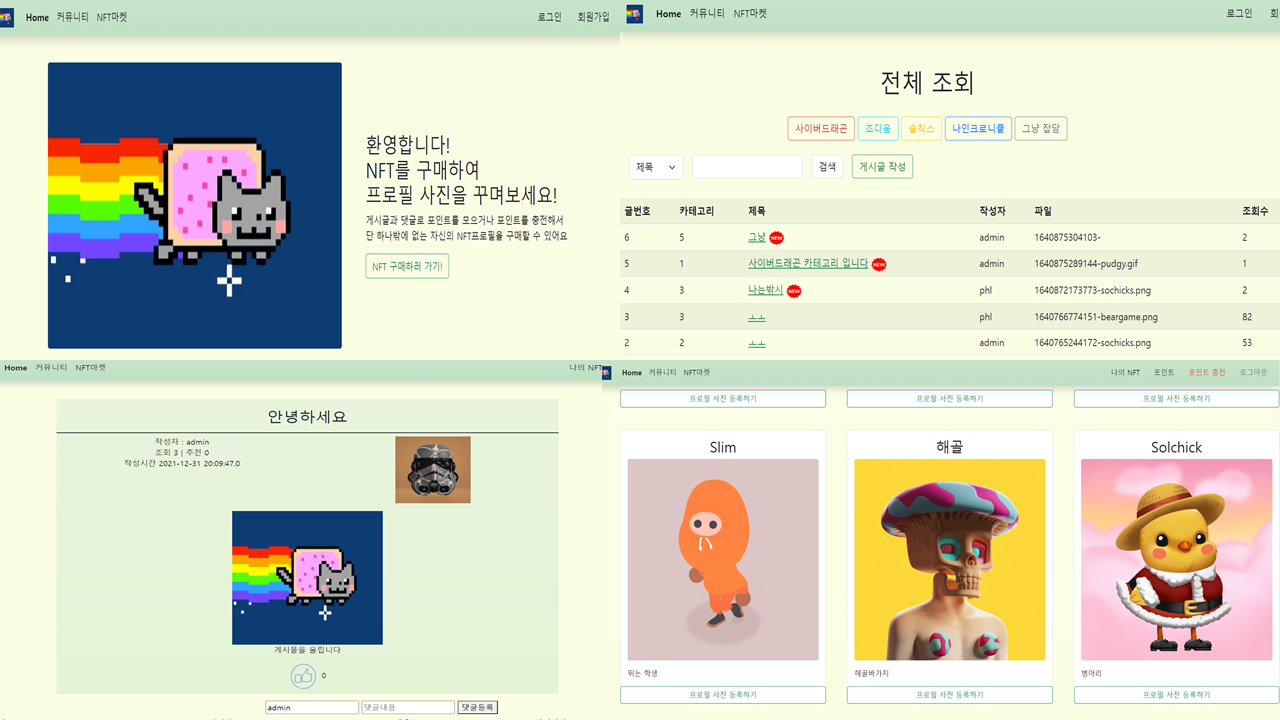 Home 커뮤니티 NFT마켓 로그인 회원가입
환영합니다!
NFT를 구매하여
프로필 사진을 꾸며보세요!
게시글과 댓글로 포인트를 모으거나 포인트를 충전해서
단 하나밖에 없는 자신의 NFT프로필을 구매할 수 있어요
NFT 구매하러 가기!
Home 커뮤니티 NFT마켓 로그인
전체 조회
사이버드래곤 조디움 솔칙스 나인크로니클 그냥 잡담
제목 검색 게시글 작성
글번호 카테고리 제목 작성자 파일 조회수
6 5 그냥 NEW admin 1640875304103- 2
5 1 사이버드래곤 카테고리 입니다 NEW admin 1640875289144-pudgy.gif 1
4 3 나는밖시 NEW phl 1640872173773-sochicks.png 2
3 3 ㅗㅗ phl 1640766774151-beargame.png 82
2 2 ㅗㅗ admin 1640765244172-sochicks.png 53
Home 커뮤니티 NFT마켓 나의 NFT
안녕하세요
작성자 : admin
조회 3 | 추천 0
작성시간 2021-12-31 20:09:47.0
게시물을 올립니다
0
admin 댓글내용 댓글등록
Home 커뮤니티 NFT마켓 나의 NFT 포인트 포인트 충전 로그아웃
프로필 사진 등록하기 프로필 사진 등록하기 프로필 사진 등록하기
Slim 해골 Solchick
뛰는 학생 해골바가지 병아리
프로필 사진 등록하기 프로필 사진 등록하기 프로필 사진 등록하기